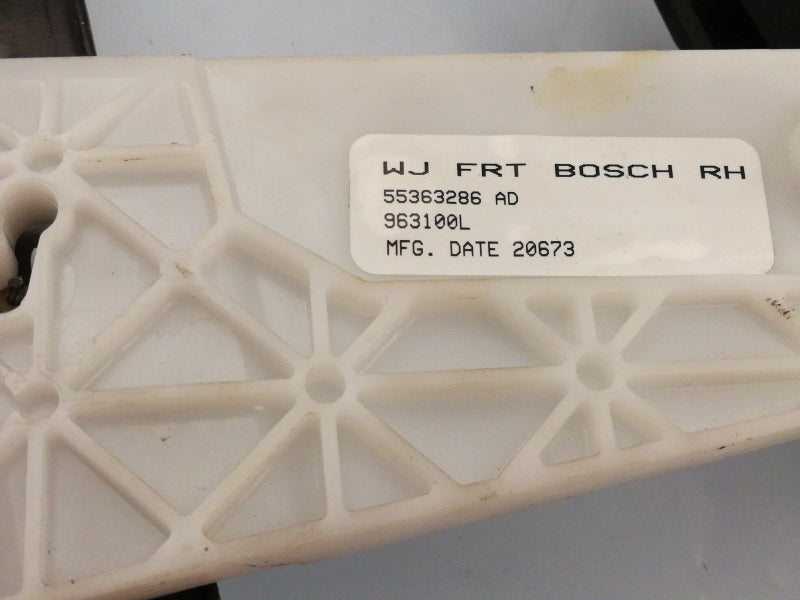 WJ FRT BOSCH RH
55363286 AD
963100L
MFG. DATE 20673